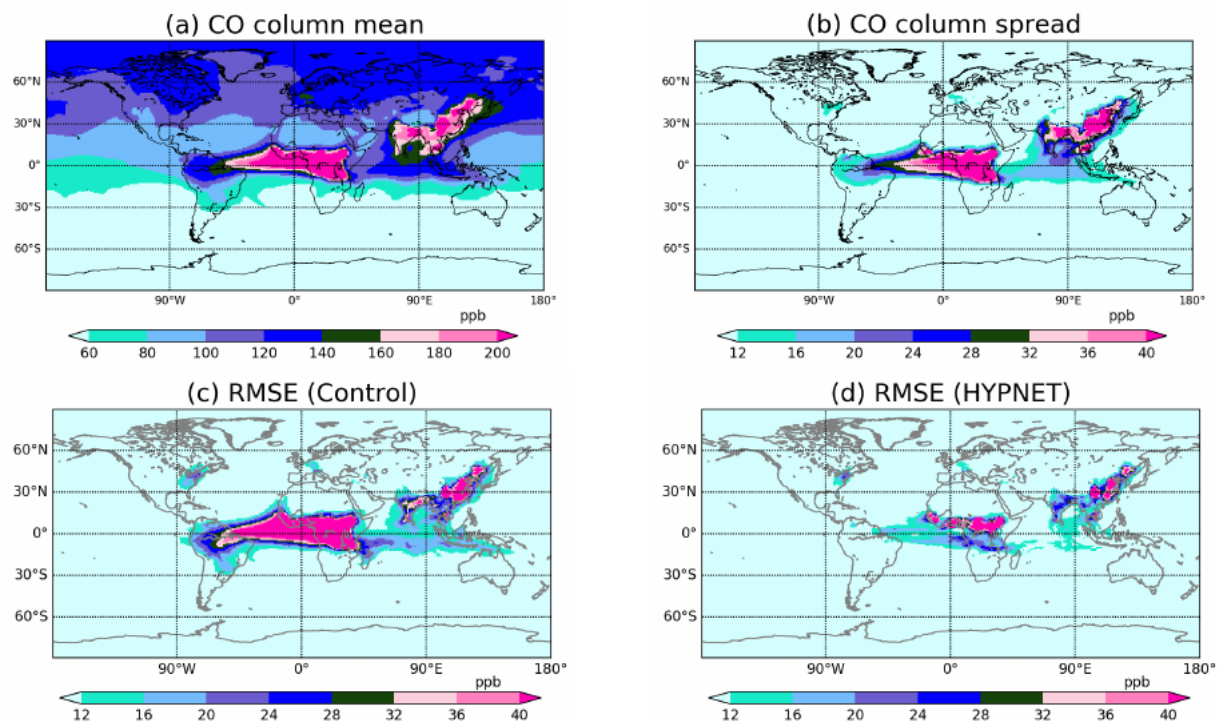 (a) CO column mean
60°N
30°N
0°
30°S
60°S
90°W 0° 90°E 180°
ppb
60 80 100 120 140 160 180 200
(b) CO column spread
60°N
30°N
0°
30°S
60°S
90°W 0° 90°E 180°
ppb
12 16 20 24 28 32 36 40
(c) RMSE (Control)
60°N
30°N
0°
30°S
60°S
90°W 0° 90°E 180°
ppb
12 16 20 24 28 32 36 40
(d) RMSE (HYPNET)
60°N
30°N
0°
30°S
60°S
90°W 0° 90°E 180°
ppb
12 16 20 24 28 32 36 40